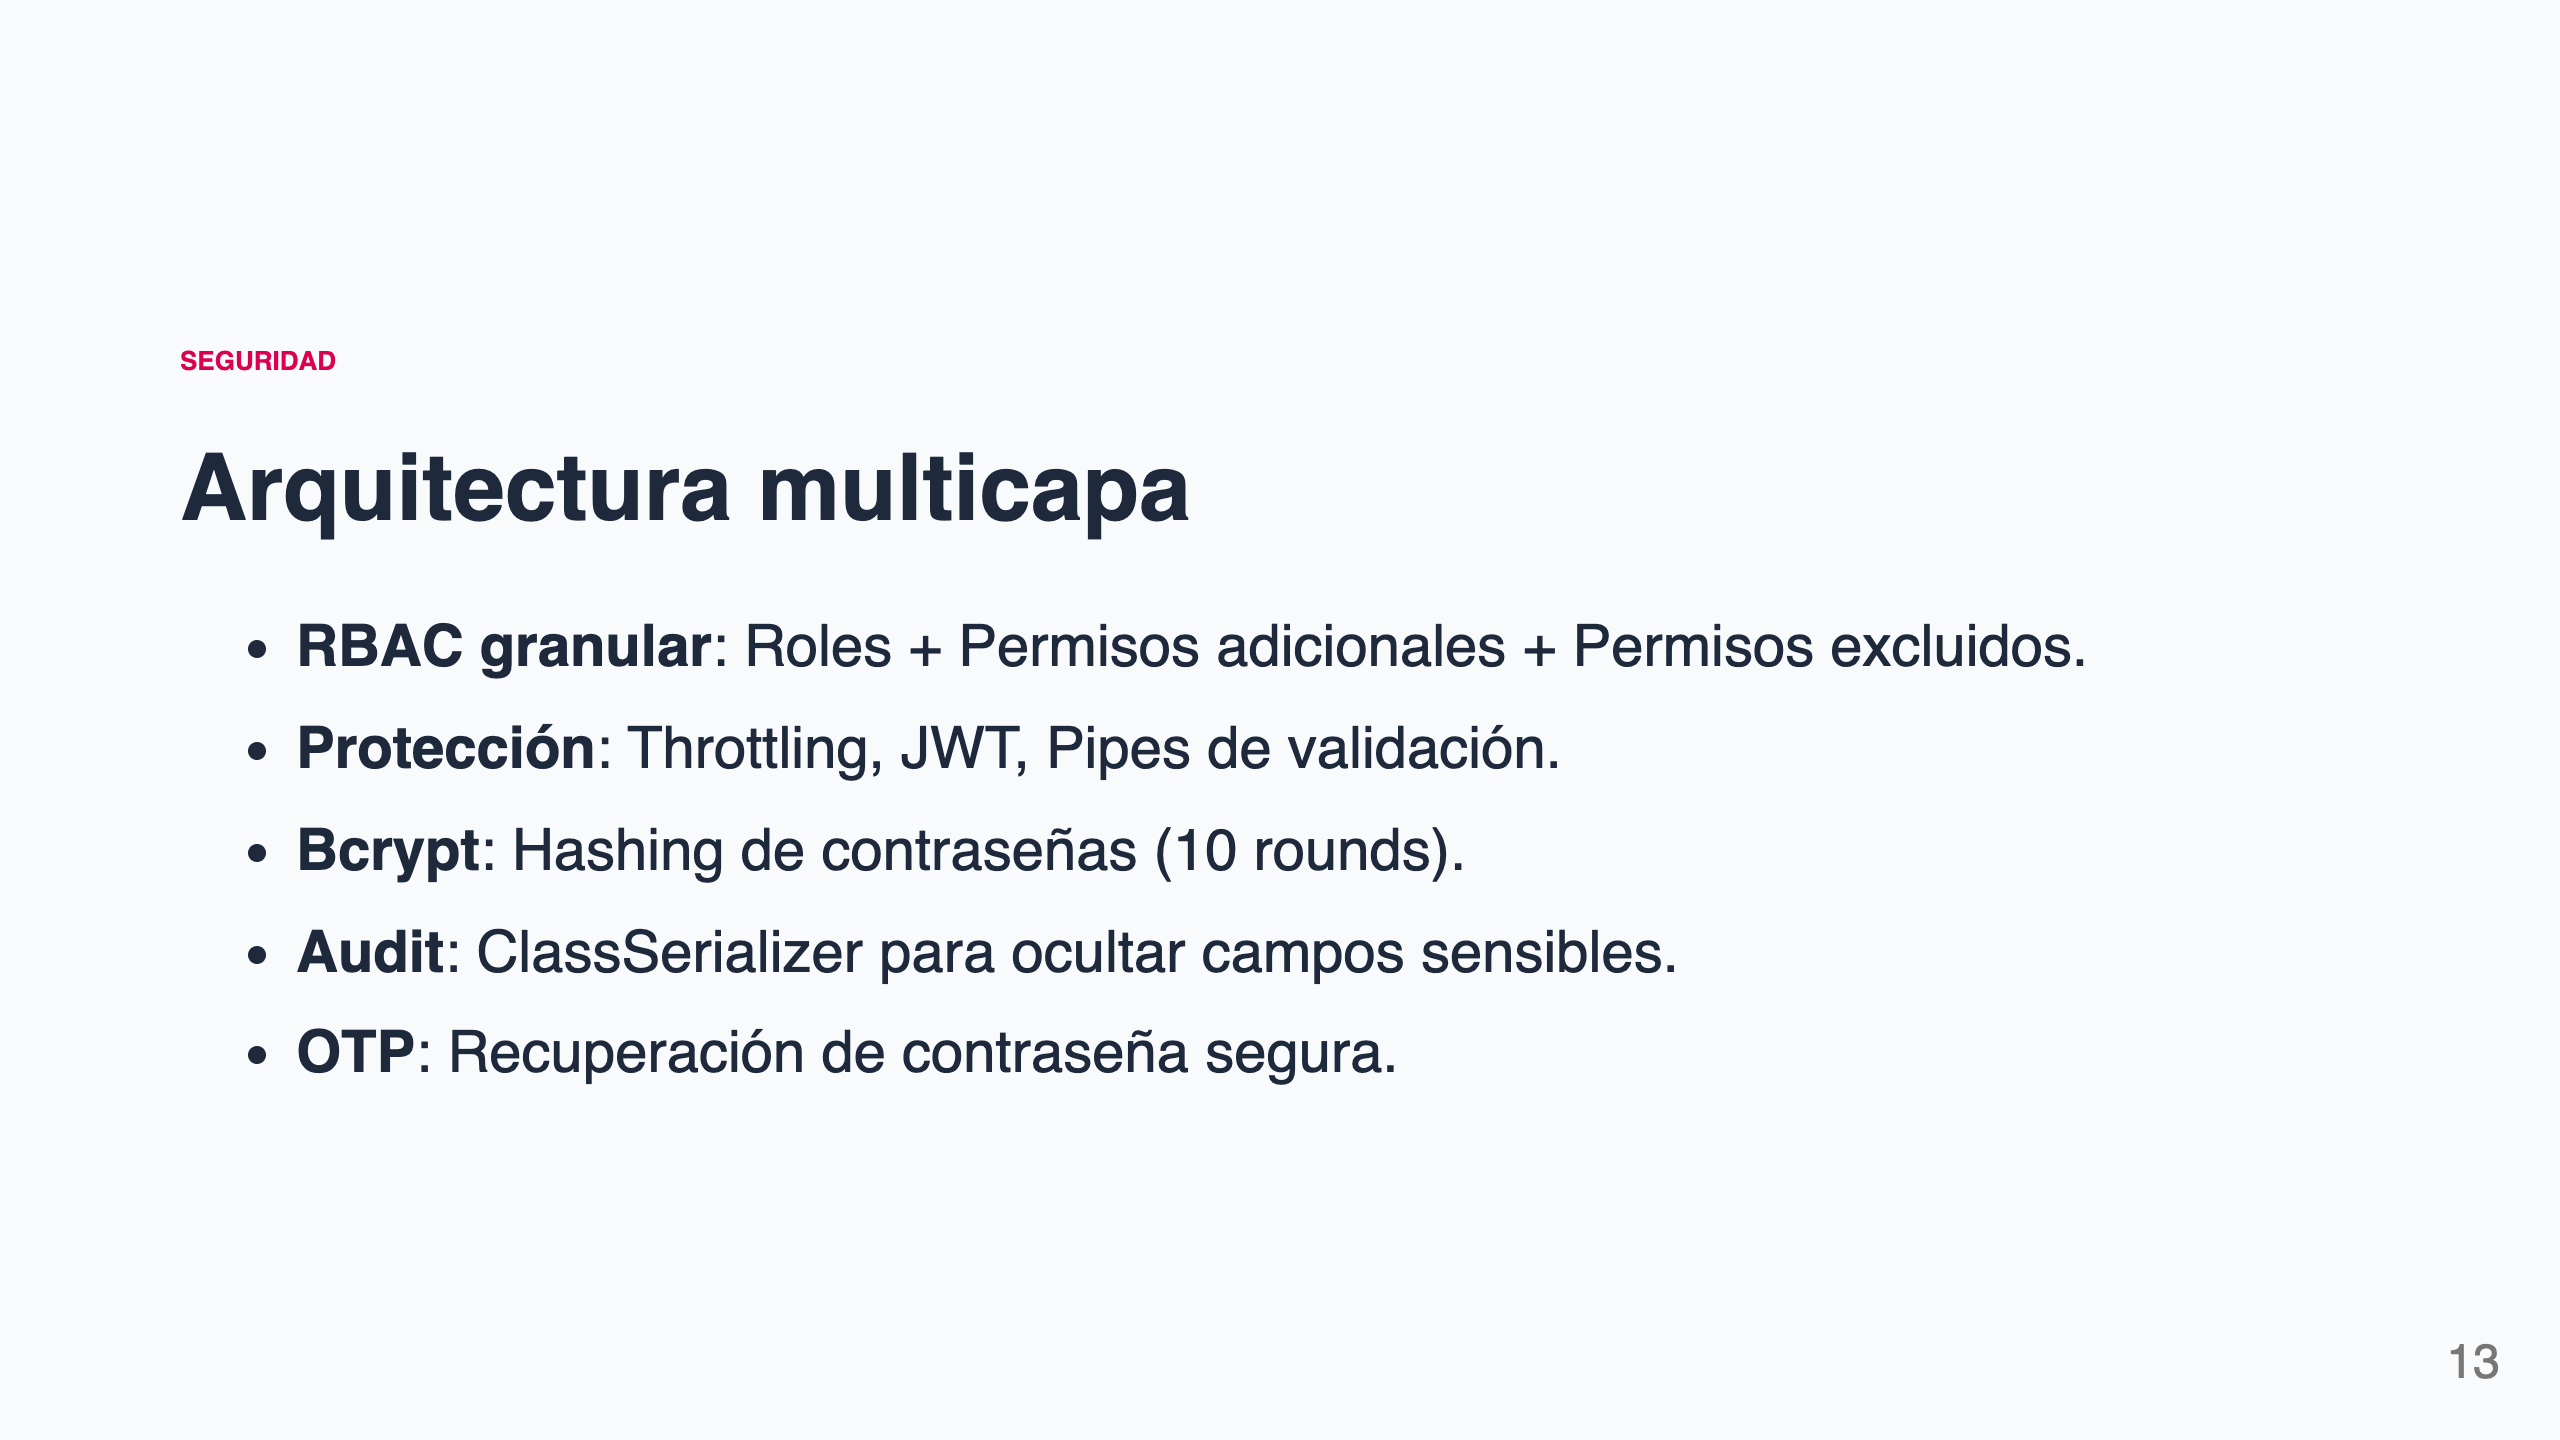 SEGURIDAD
Arquitectura multicapa
• RBAC granular: Roles + Permisos adicionales + Permisos excluidos.
• Protección: Throttling, JWT, Pipes de validación.
• Bcrypt: Hashing de contraseñas (10 rounds).
• Audit: ClassSerializer para ocultar campos sensibles.
• OTP: Recuperación de contraseña segura.
13